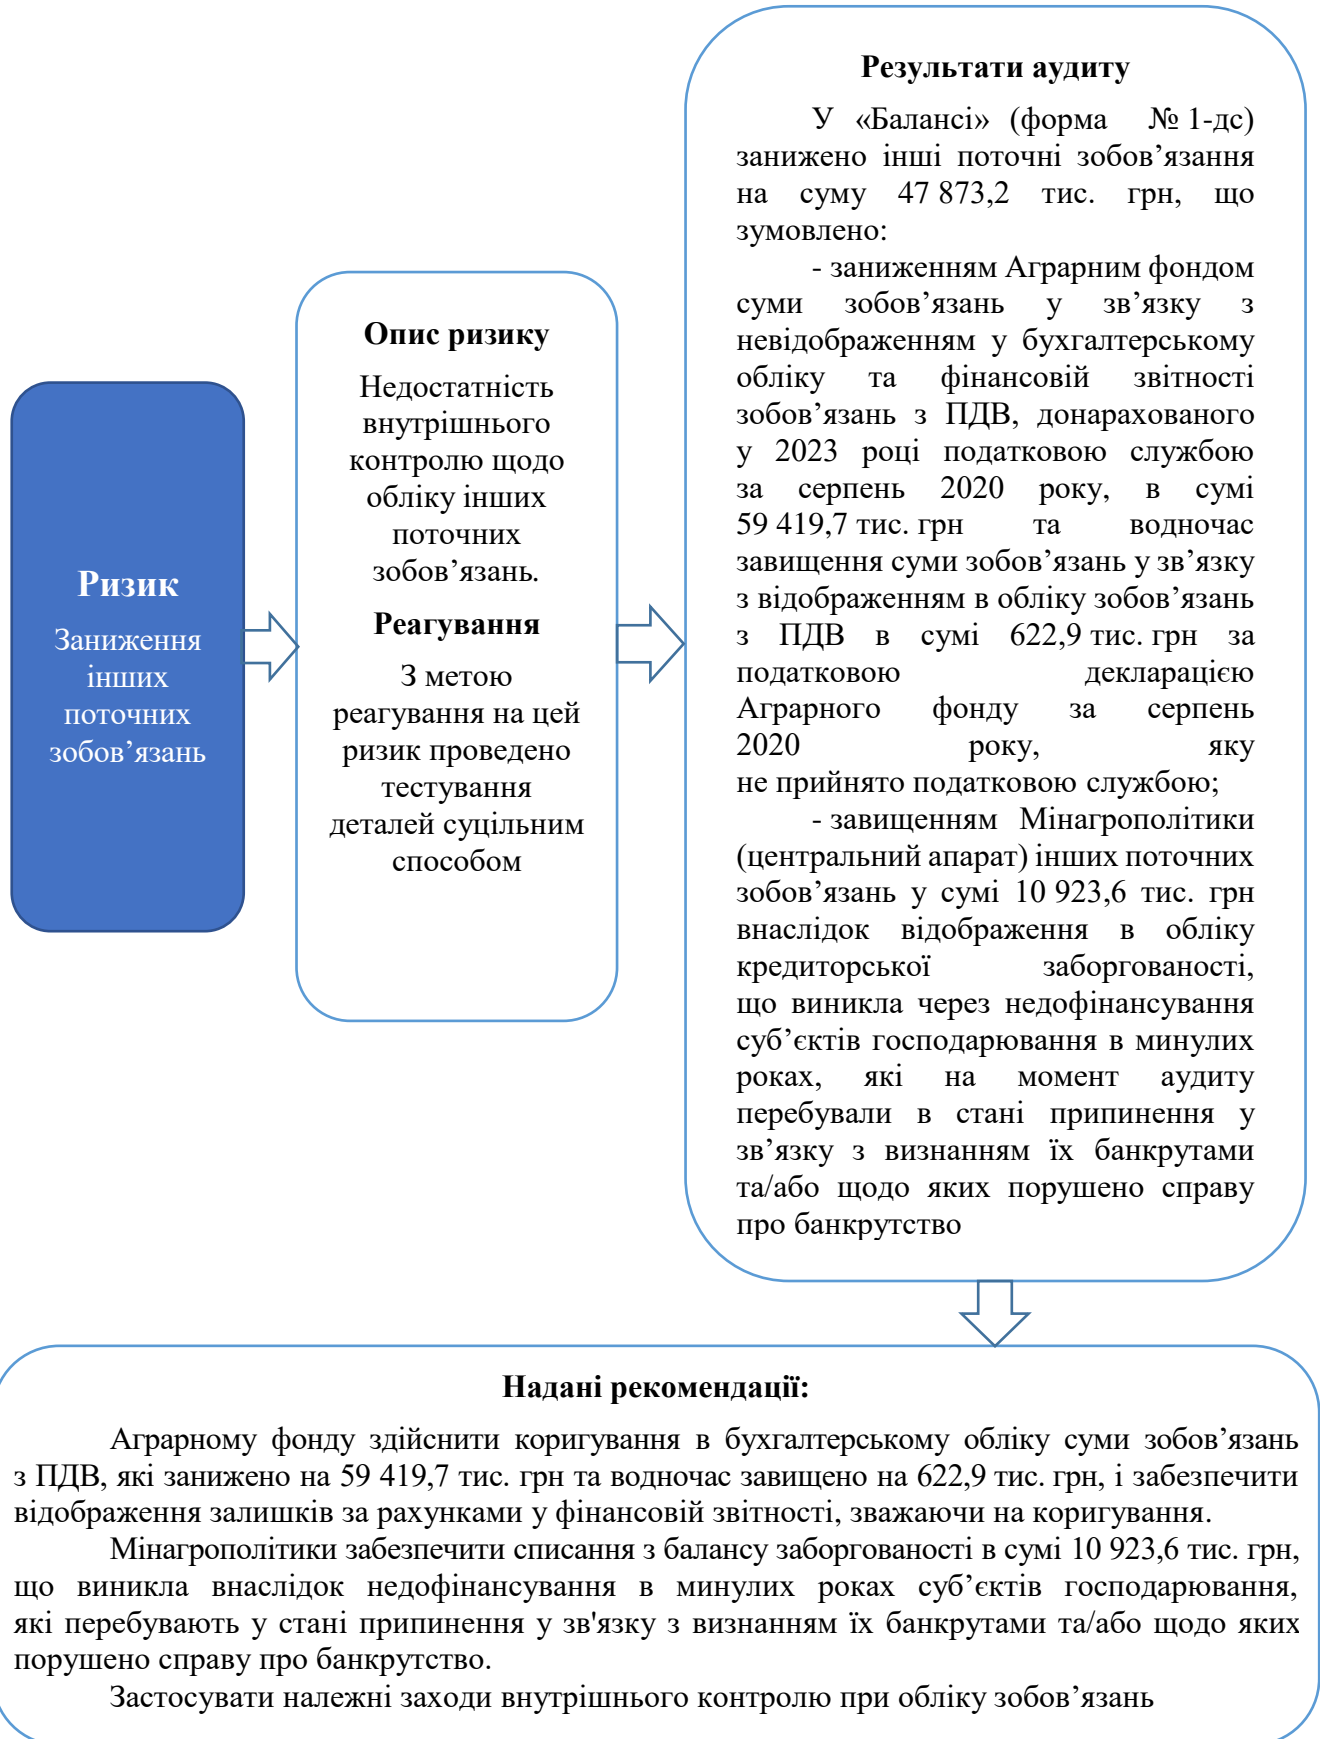 Ризик
Заниження
інших
поточних
зобов’язань
Опис ризику
Недостатність
внутрішнього
контролю щодо
обліку інших
поточних
зобов’язань.
Реагування
З метою
реагування на цей
ризик проведено
тестування
деталей суцільним
способом
Результати аудиту
У «Балансі» (форма № 1-дс)
занижено інші поточні зобов’язання
на суму 47 873,2 тис. грн, що
зумовлено:
- заниженням Аграрним фондом
суми зобов’язань у зв’язку з
невідображенням у бухгалтерському
обліку та фінансовій звітності
зобов’язань з ПДВ, донарахованого
у 2023 році податковою службою
за серпень 2020 року, в сумі
59 419,7 тис. грн та водночас
завищення суми зобов’язань у зв’язку
з відображенням в обліку зобов’язань
з ПДВ в сумі 622,9 тис. грн за
податковою декларацією
Аграрного фонду за серпень
2020 року, яку
не прийнято податковою службою;
- завищенням Мінагрополітики
(центральний апарат) інших поточних
зобов’язань у сумі 10 923,6 тис. грн
внаслідок відображення в обліку
кредиторської заборгованості,
що виникла через недофінансування
суб’єктів господарювання в минулих
роках, які на момент аудиту
перебували в стані припинення у
зв’язку з визнанням їх банкрутами
та/або щодо яких порушено справу
про банкрутство
Надані рекомендації:
Аграрному фонду здійснити коригування в бухгалтерському обліку суми зобов’язань
з ПДВ, які занижено на 59 419,7 тис. грн та водночас завищено на 622,9 тис. грн, і забезпечити
відображення залишків за рахунками у фінансовій звітності, зважаючи на коригування.
Мінагрополітики забезпечити списання з балансу заборгованості в сумі 10 923,6 тис. грн,
що виникла внаслідок недофінансування в минулих роках суб’єктів господарювання,
які перебувають у стані припинення у зв'язку з визнанням їх банкрутами та/або щодо яких
порушено справу про банкрутство.
Застосувати належні заходи внутрішнього контролю при обліку зобов’язань